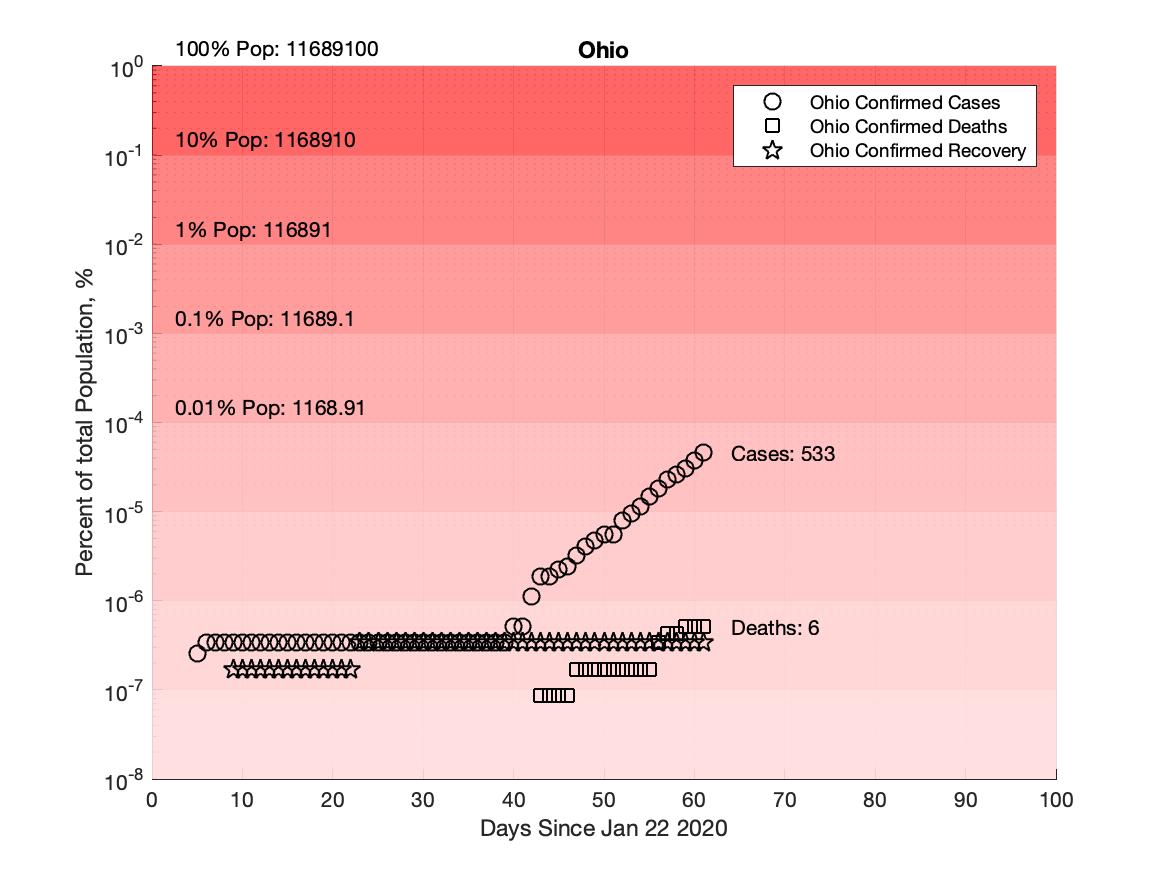 100% Pop: 11689100
Ohio
10^0
Ohio Confirmed Cases
Ohio Confirmed Deaths
Ohio Confirmed Recovery
10% Pop: 1168910
10^-1
1% Pop: 116891
10^-2
0.1% Pop: 11689.1
10^-3
0.01% Pop: 1168.91
10^-4
Cases: 533
10^-5
10^-6
Deaths: 6
10^-7
10^-8
Percent of total Population, %
0 10 20 30 40 50 60 70 80 90 100
Days Since Jan 22 2020